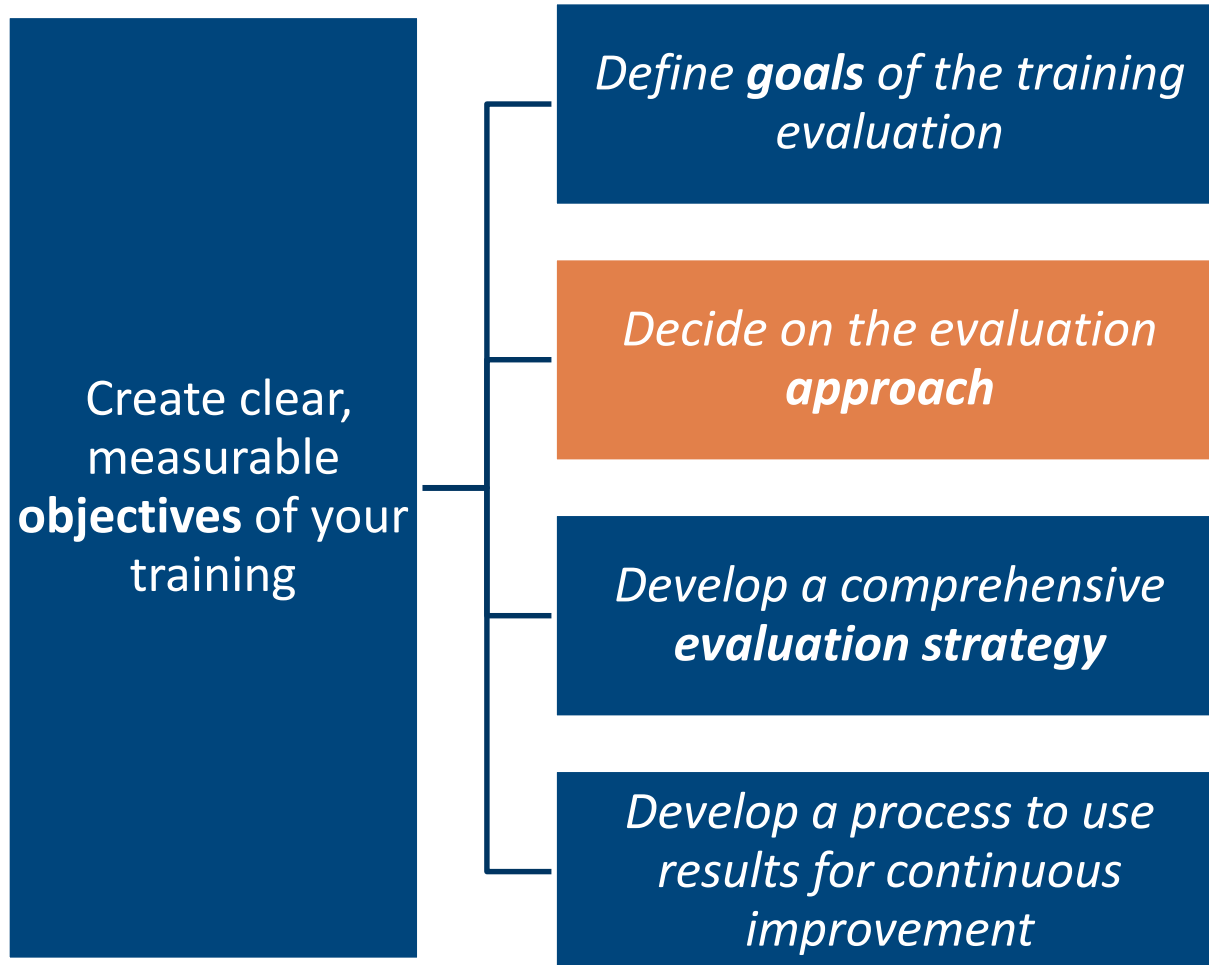 Create clear,
measurable
objectives of your
training
Define goals of the training
evaluation
Decide on the evaluation
approach
Develop a comprehensive
evaluation strategy
Develop a process to use
results for continuous
improvement